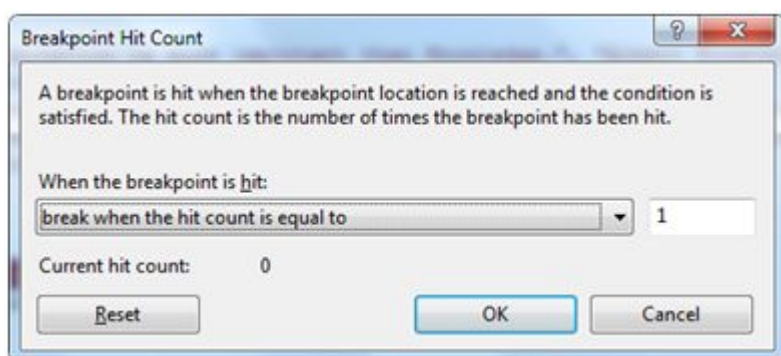 Breakpoint Hit Count
A breakpoint is hit when the breakpoint location is reached and the condition is
satisfied. The hit count is the number of times the breakpoint has been hit.
When the breakpoint is hit:
break when the hit count is equal to 1
Current hit count: 0
Reset OK Cancel